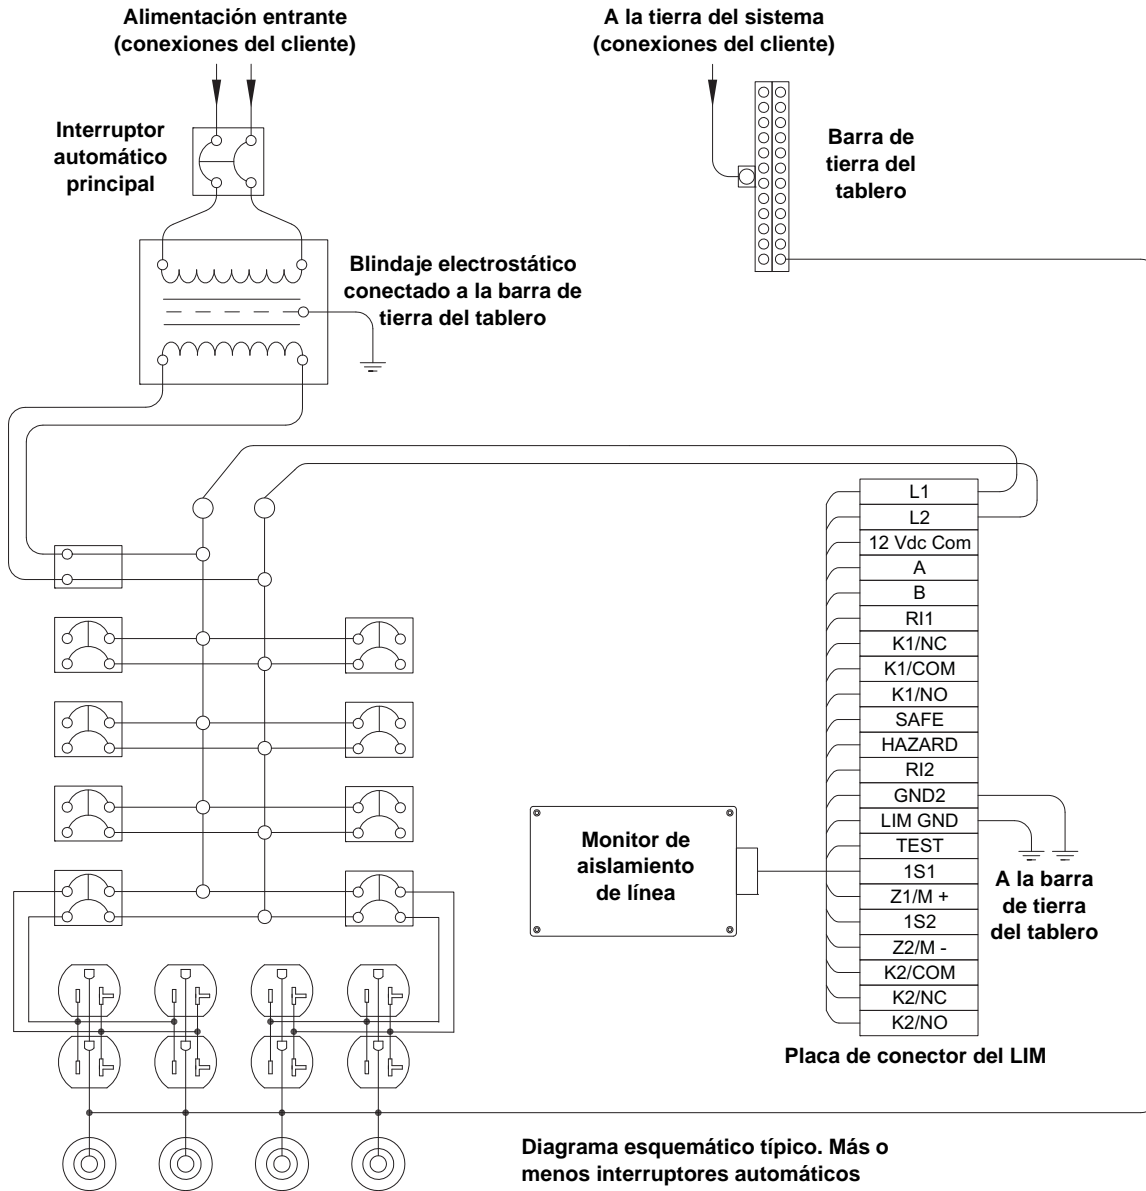 Alimentación entrante
(conexiones del cliente)
A la tierra del sistema
(conexiones del cliente)
Interruptor
automático
principal
Barra de
tierra del
tablero
Blindaje electrostático
conectado a la barra de
tierra del tablero
L1
L2
12 Vdc Com
A
B
RI1
K1/NC
K1/COM
K1/NO
SAFE
HAZARD
RI2
GND2
LIM GND
TEST
1S1
Z1/M +
1S2
Z2/M -
K2/COM
K2/NC
K2/NO
Monitor de
aislamiento
de línea
A la barra
de tierra
del tablero
Placa de conector del LIM
Diagrama esquemático típico. Más o
menos interruptores automáticos